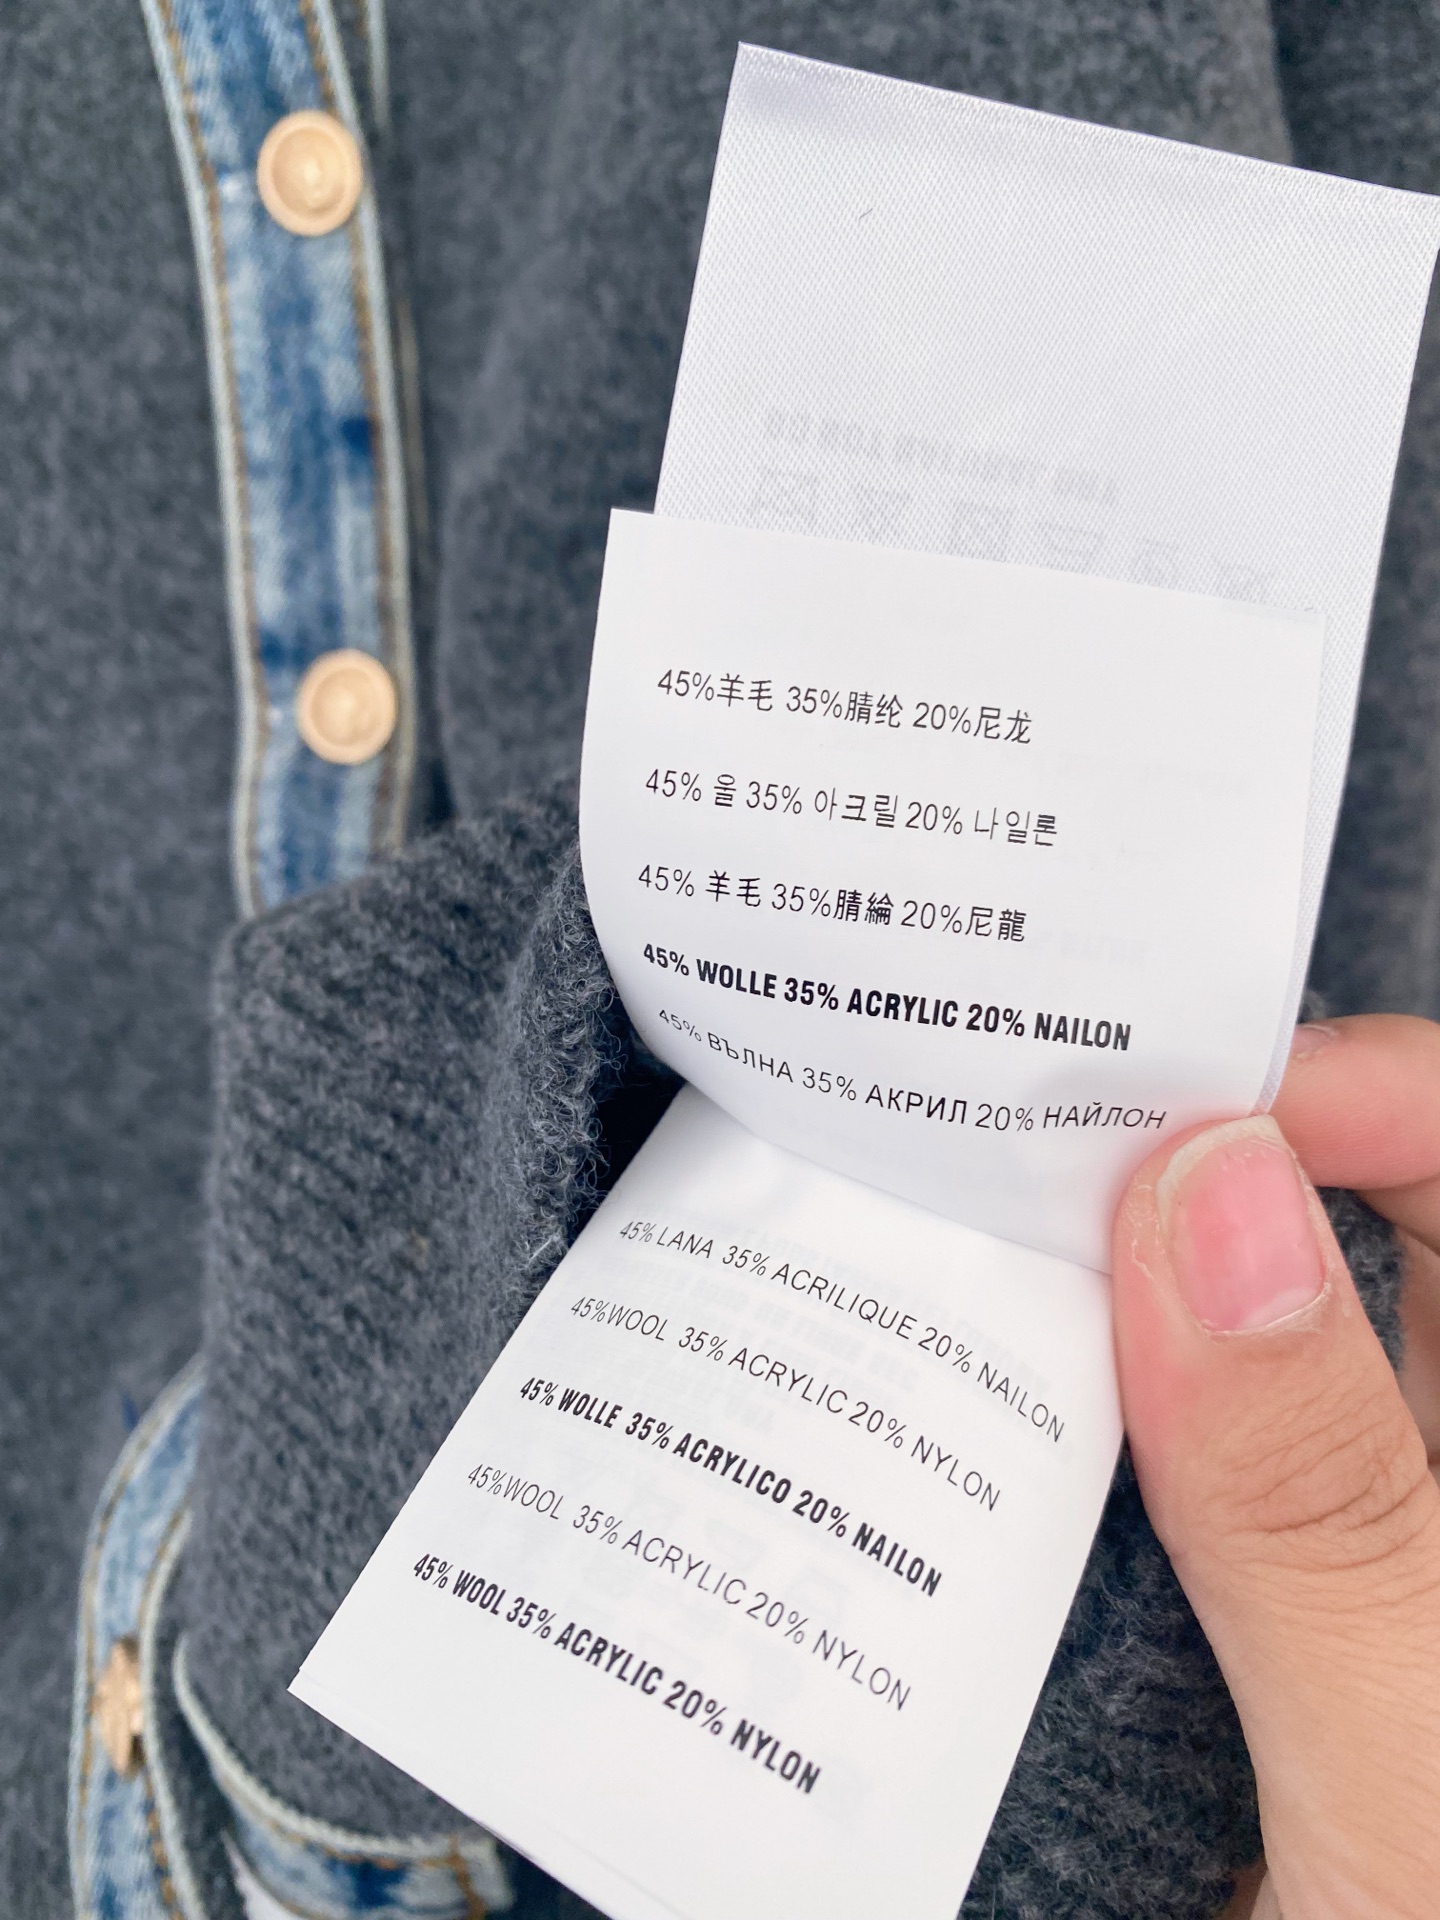 45%羊毛 35%腈纶 20%尼龙
45% 울 35% 아크릴 20% 나일론
45% 羊毛 35%腈綸 20%尼龍
45% WOLLE 35% ACRYLIC 20% NAILON
45% ВЪЛНА 35% АКРИЛ 20% НАЙЛОН
45% LANA 35% ACRILIQUE 20% NAILON
45%WOOL 35% ACRYLIC 20% NYLON
45% WOLLE 35% ACRYLICO 20% NAILON
45%WOOL 35% ACRYLIC 20% NYLON
45% WOOL 35% ACRYLIC 20% NYLON